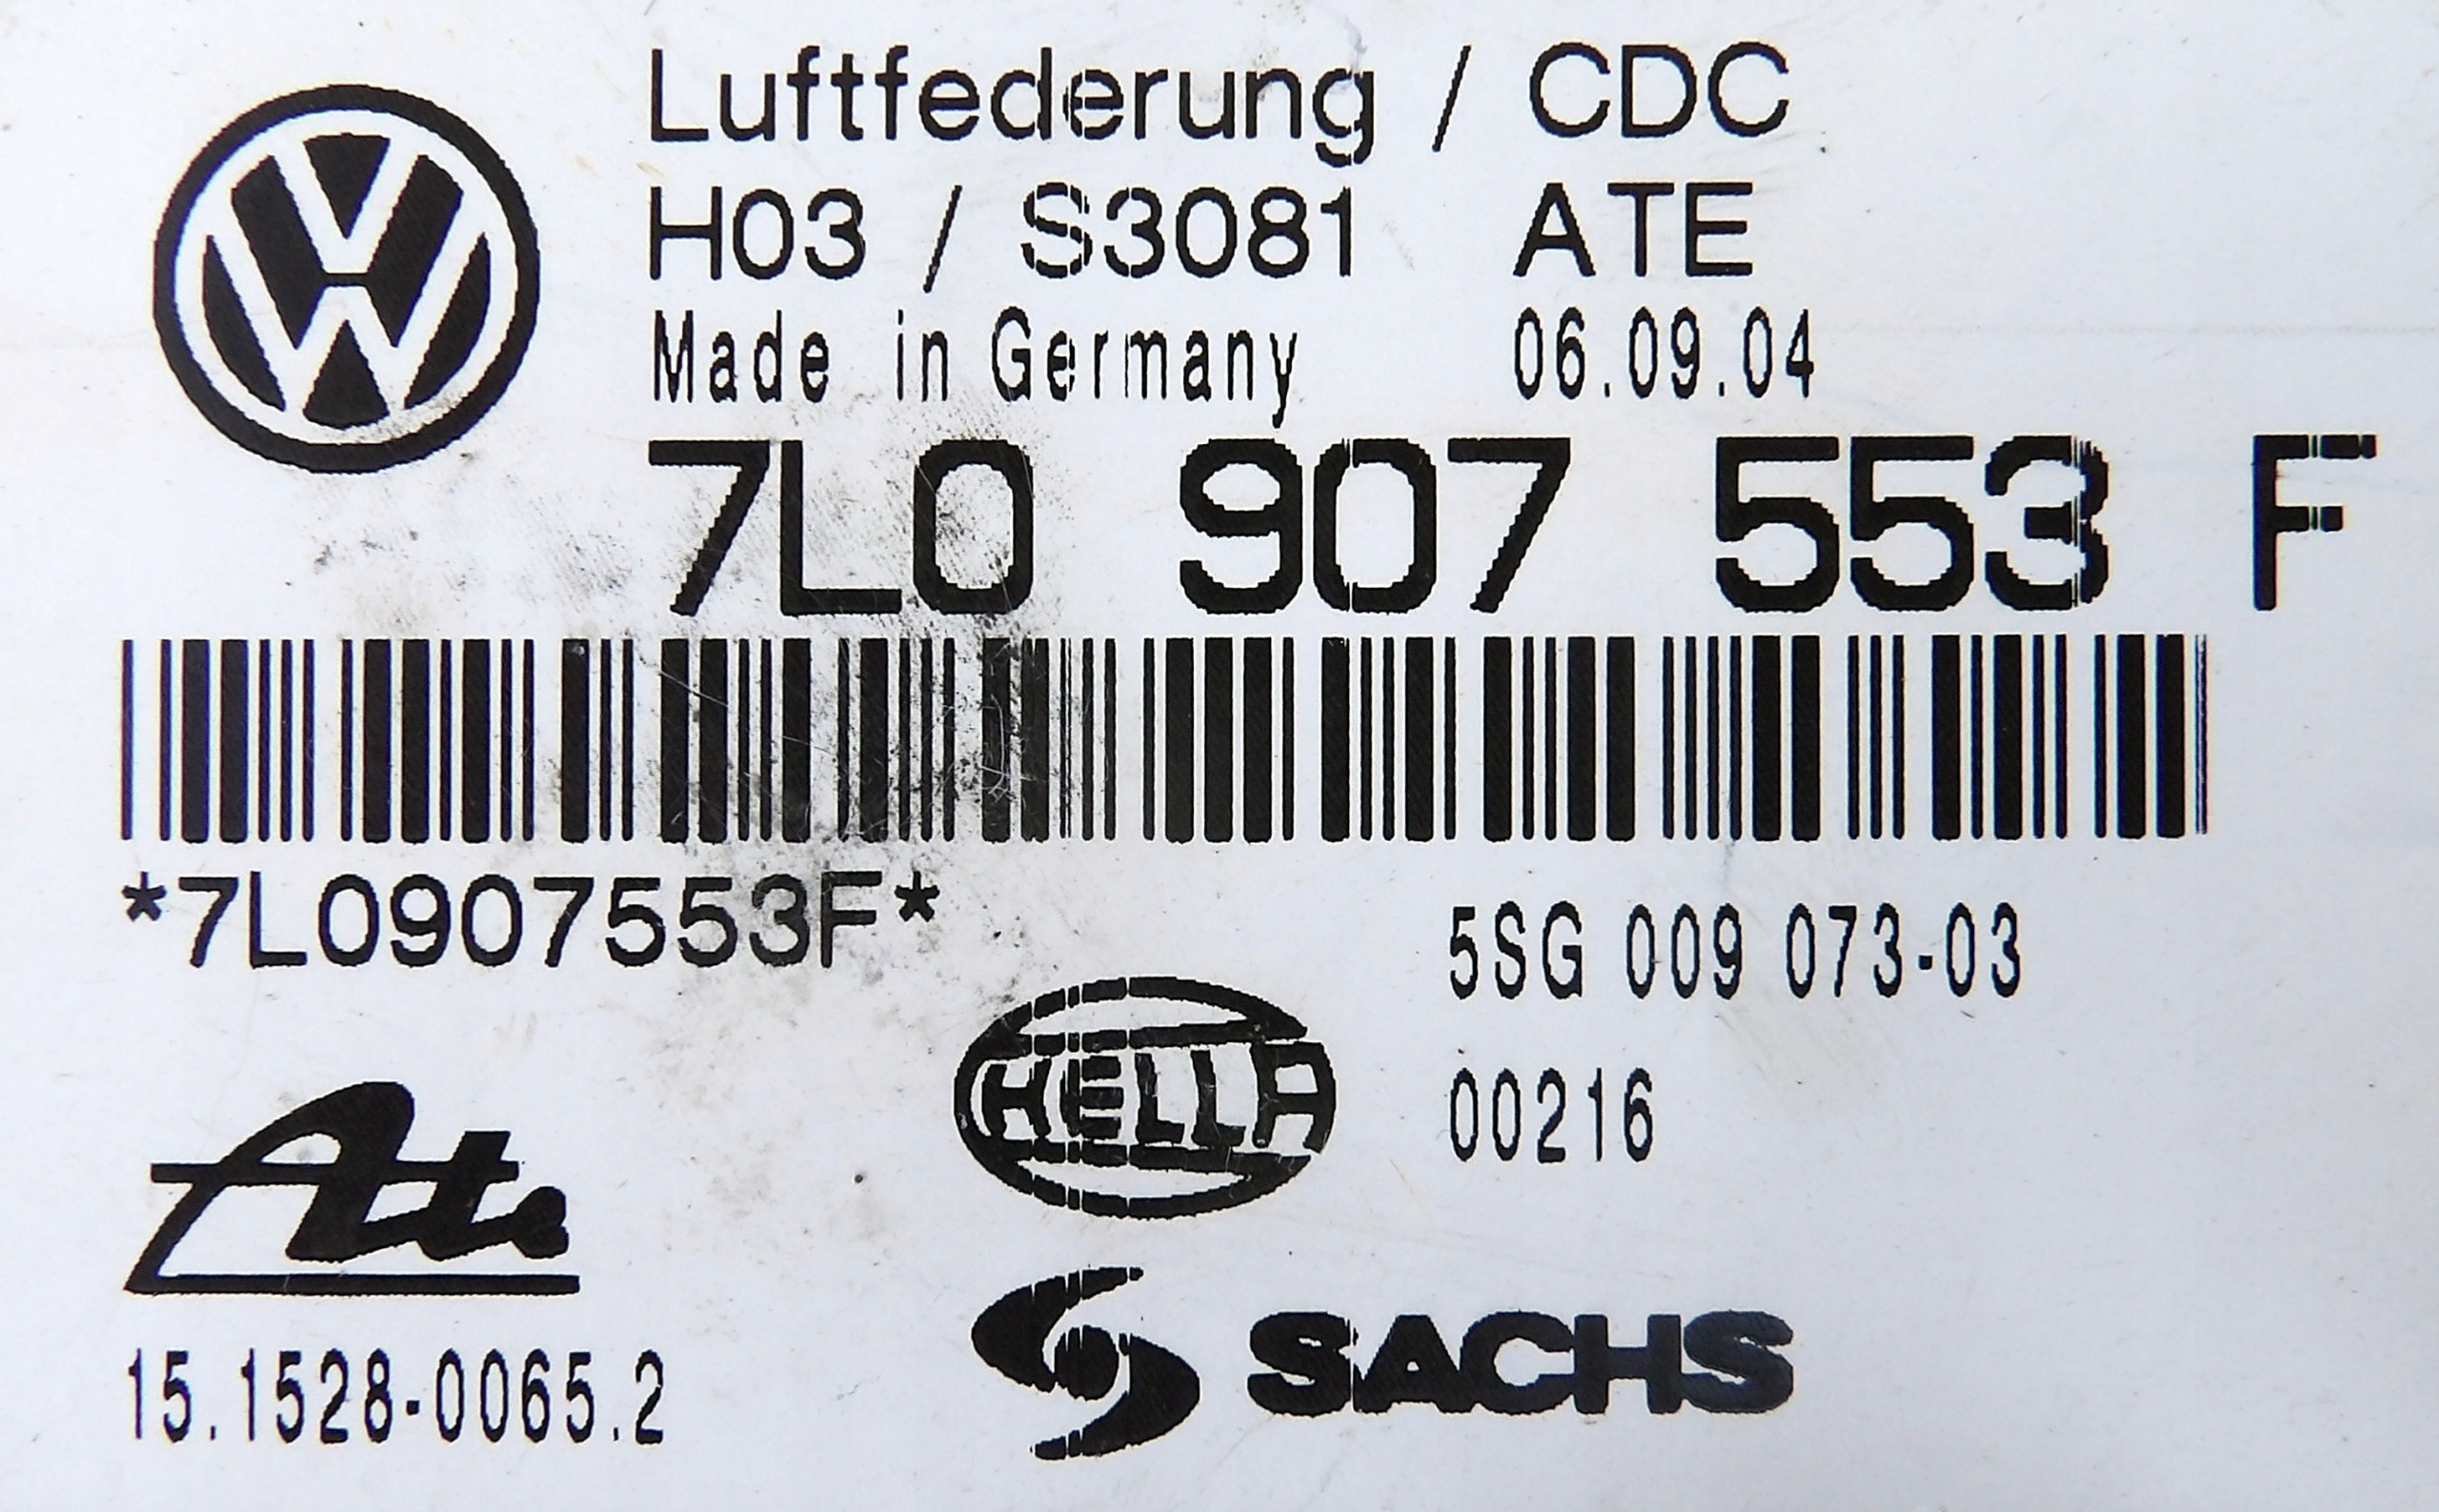 Luftfederung / CDC
H03 / S3081 ATE
Made in Germany 06.09.04
7L0 907 553 F
*7L0907553F*
5SG 009 073-03
HELLA
00216
Ate
15.1528-0065.2
SACHS